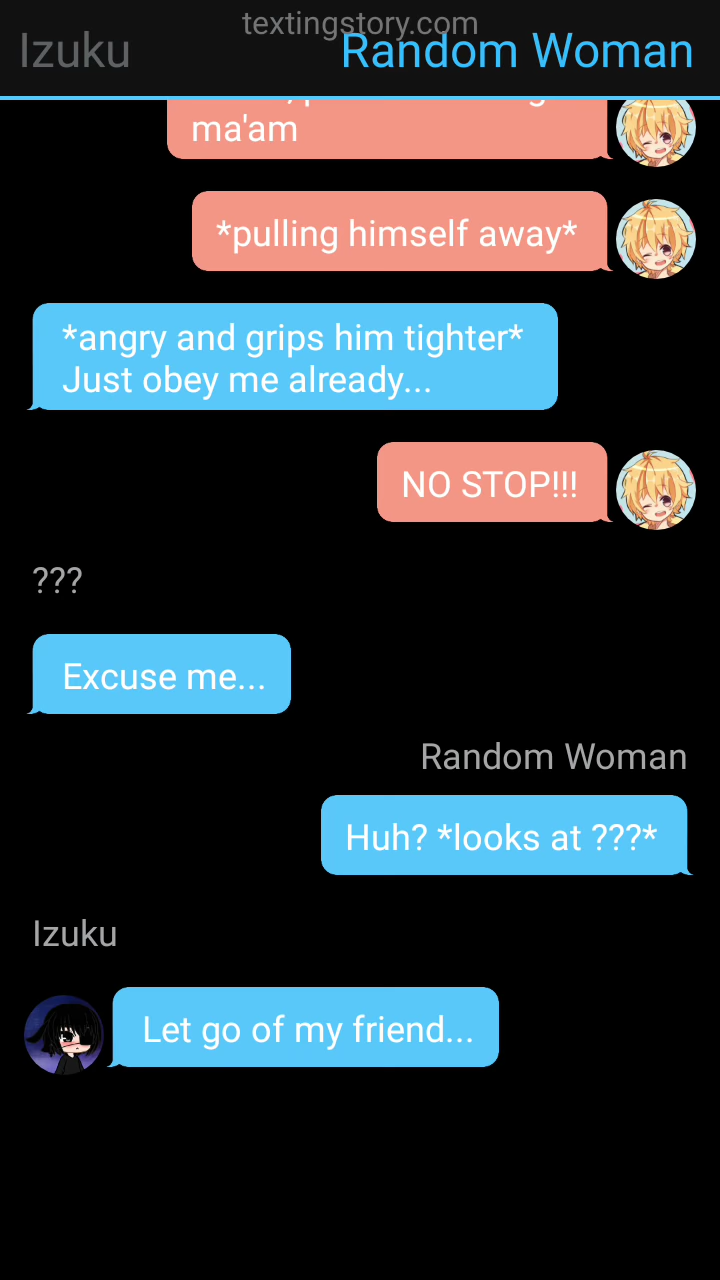 textingstory.com
Izuku
Random Woman
ma'am
*pulling himself away*
*angry and grips him tighter*
Just obey me already...
NO STOP!!!
???
Excuse me...
Random Woman
Huh? *looks at ???*
Izuku
Let go of my friend...